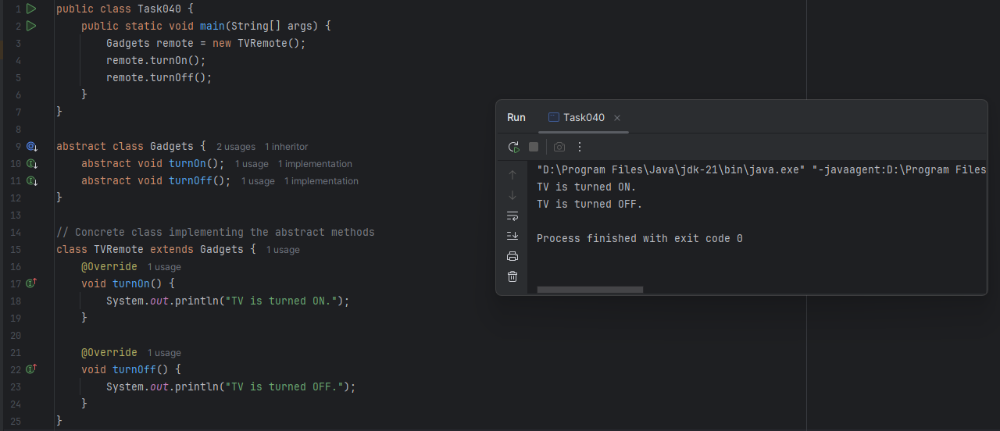 1 public class Task040 {
2 public static void main(String[] args) {
3 Gadgets remote = new TVRemote();
4 remote.turnOn();
5 remote.turnOff();
6 }
7 }
8
9 abstract class Gadgets { 2 usages 1 inheritor
10 abstract void turnOn(); 1 usage 1 implementation
11 abstract void turnOff(); 1 usage 1 implementation
12 }
13
14 // Concrete class implementing the abstract methods
15 class TVRemote extends Gadgets { 1 usage
16 @Override 1 usage
17 void turnOn() {
18 System.out.println("TV is turned ON.");
19 }
20
21 @Override 1 usage
22 void turnOff() {
23 System.out.println("TV is turned OFF.");
24 }
25 }
Run Task040
"D:\Program Files\Java\jdk-21\bin\java.exe" "-javaagent:D:\Program Files
TV is turned ON.
TV is turned OFF.
Process finished with exit code 0